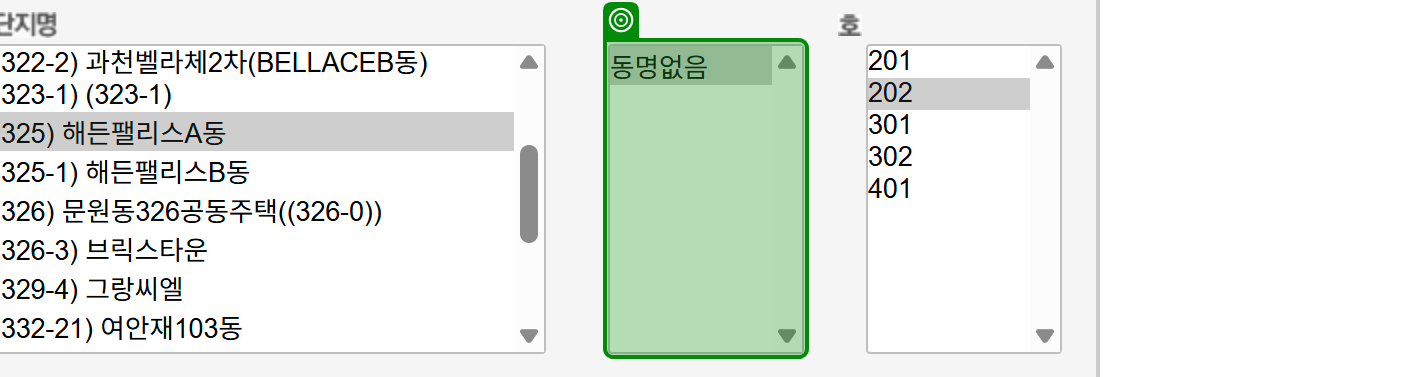 단지명
322-2) 과천벨라체2차(BELLACEB동)
323-1) (323-1)
325) 해든팰리스A동
325-1) 해든팰리스B동
326) 문원동326공동주택((326-0))
326-3) 브릭스타운
329-4) 그랑씨엘
332-21) 여안재103동
동명없음
호
201
202
301
302
401